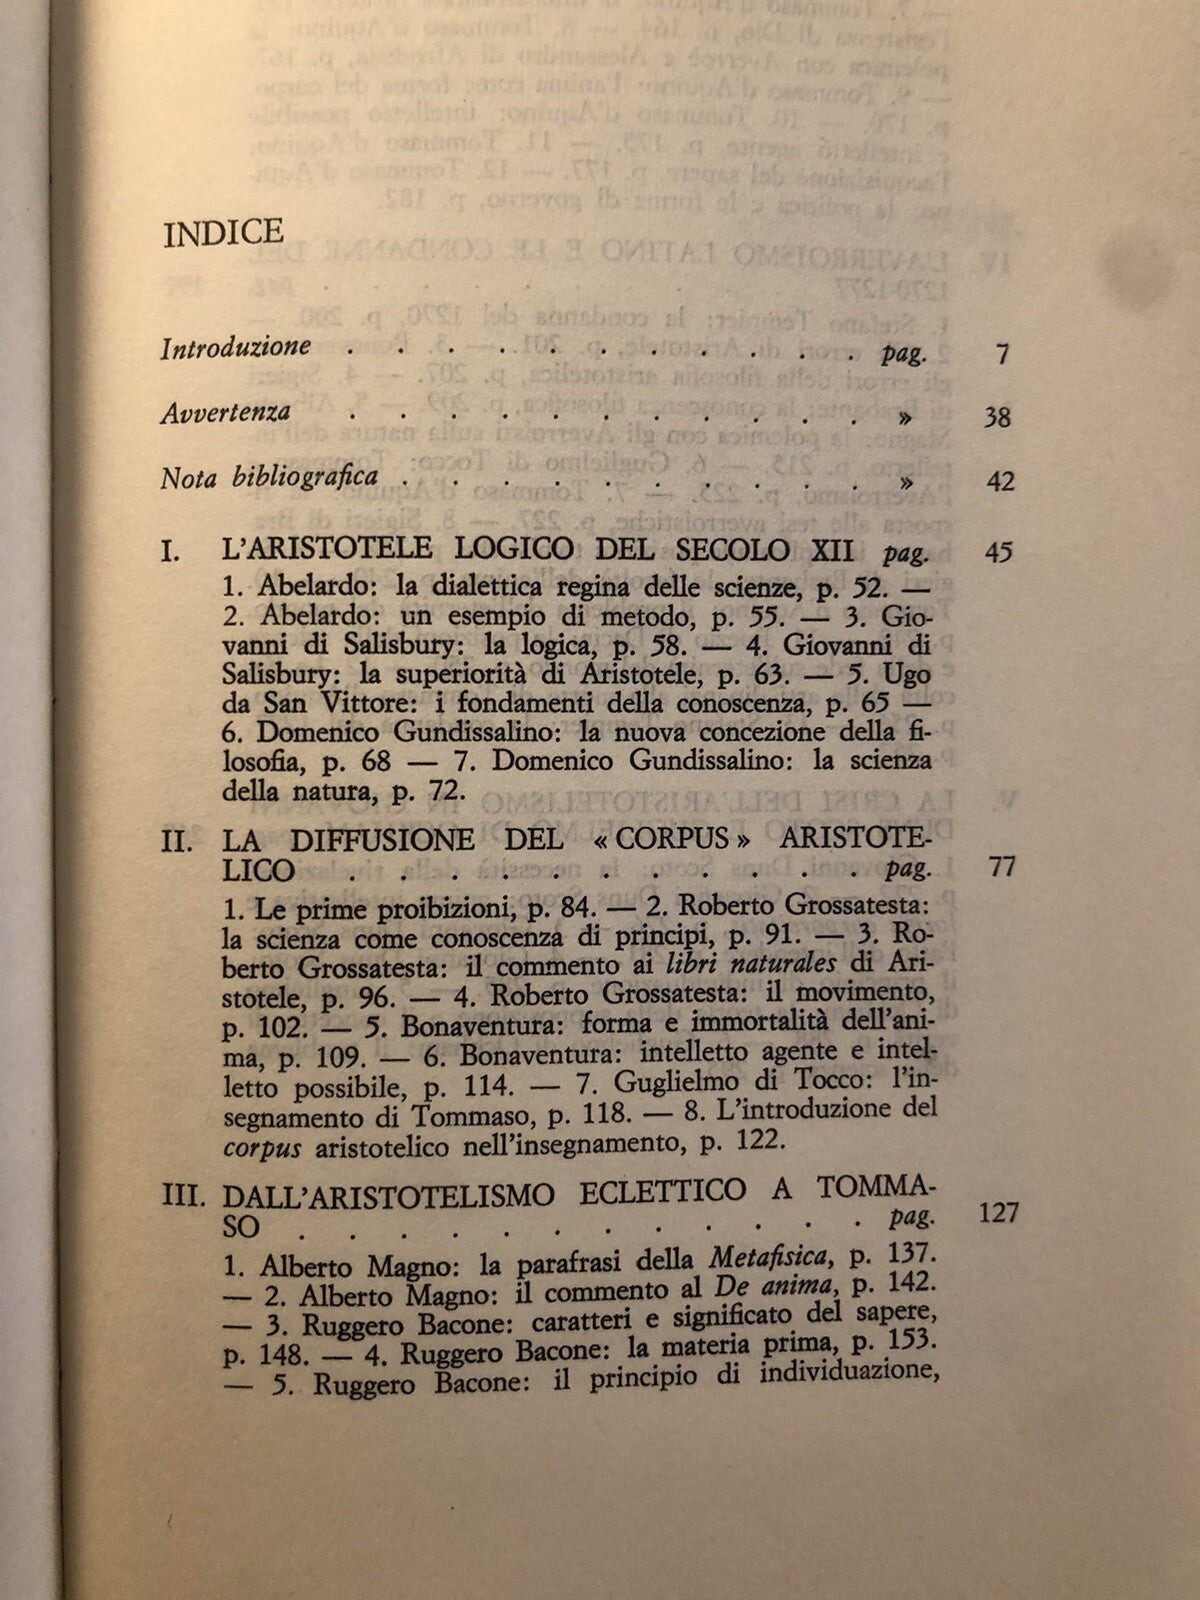 INDICE
Introduzione . . . . . . . . . . . pag. 7
Avvertenza . . . . . . . . . . . » 38
Nota bibliografica . . . . . . . . . . » 42
I. L'ARISTOTELE LOGICO DEL SECOLO XII pag. 45
1. Abelardo: la dialettica regina delle scienze, p. 52. —
2. Abelardo: un esempio di metodo, p. 55. — 3. Gio-
vanni di Salisbury: la logica, p. 58. — 4. Giovanni di
Salisbury: la superiorità di Aristotele, p. 63. — 5. Ugo
da San Vittore: i fondamenti della conoscenza, p. 65 —
6. Domenico Gundissalino: la nuova concezione della fi-
losofia, p. 68 — 7. Domenico Gundissalino: la scienza
della natura, p. 72.
II. LA DIFFUSIONE DEL « CORPUS » ARISTOTE-
LICO . . . . . . . . . . . pag. 77
1. Le prime proibizioni, p. 84. — 2. Roberto Grossatesta:
la scienza come conoscenza di principi, p. 91. — 3. Ro-
berto Grossatesta: il commento ai libri naturales di Ari-
stotele, p. 96. — 4. Roberto Grossatesta: il movimento,
p. 102. — 5. Bonaventura: forma e immortalità dell'ani-
ma, p. 109. — 6. Bonaventura: intelletto agente e intel-
letto possibile, p. 114. — 7. Guglielmo di Tocco: l'in-
segnamento di Tommaso, p. 118. — 8. L'introduzione del
corpus aristotelico nell'insegnamento, p. 122.
III. DALL'ARISTOTELISMO ECLETTICO A TOMMA-
SO . . . . . . . . . . . . pag. 127
1. Alberto Magno: la parafrasi della Metafisica, p. 137.
— 2. Alberto Magno: il commento al De anima, p. 142.
— 3. Ruggero Bacone: caratteri e significato del sapere,
p. 148. — 4. Ruggero Bacone: la materia prima, p. 153.
— 5. Ruggero Bacone: il principio di individuazione,